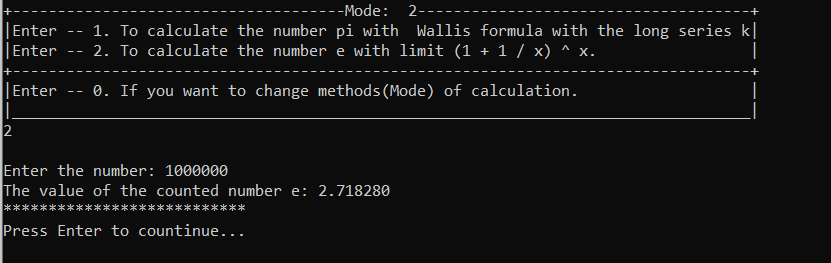 +-------------------------------------Mode:  2-------------------------------------+
|Enter -- 1. To calculate the number pi with  Wallis formula with the long series k|
|Enter -- 2. To calculate the number e with limit (1 + 1 / x) ^ x.                 |
+----------------------------------------------------------------------------------+
|Enter -- 0. If you want to change methods(Mode) of calculation.                   |
|__________________________________________________________________________________|
2
Enter the number: 1000000
The value of the counted number e: 2.718280
***************************
Press Enter to countinue...